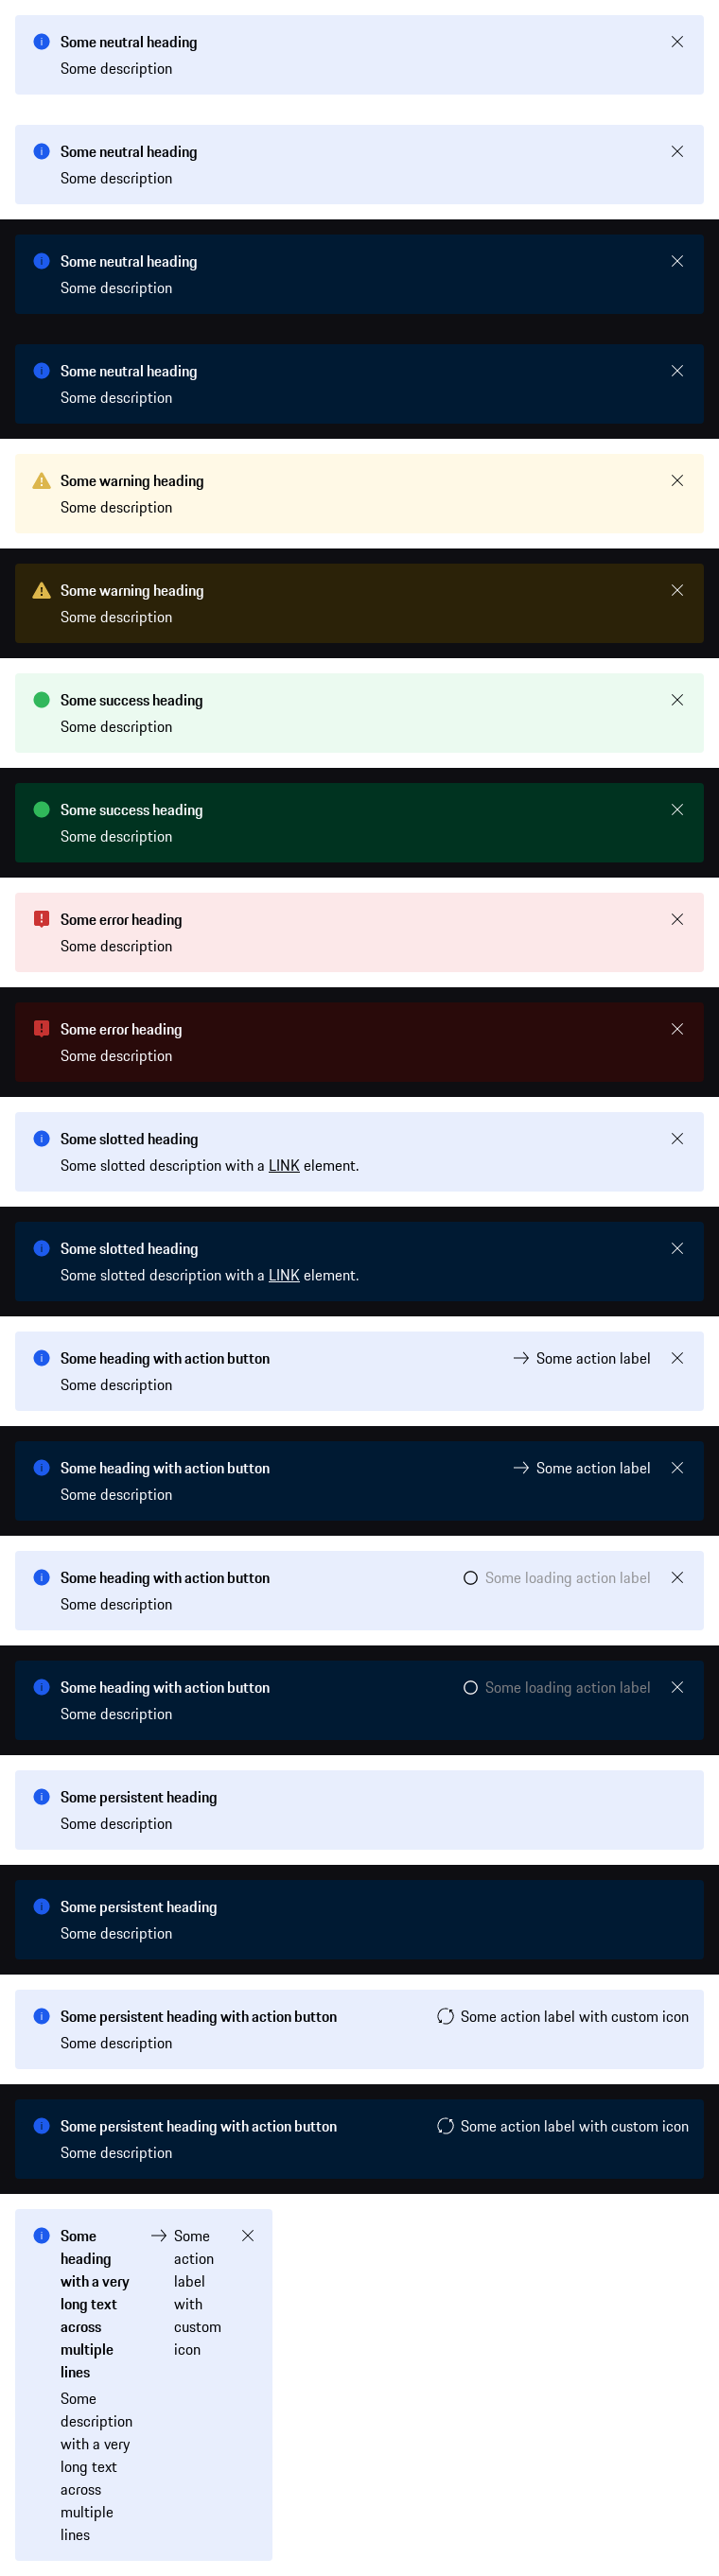 Some neutral heading
Some description
Some neutral heading
Some description
Some neutral heading
Some description
Some neutral heading
Some description
Some warning heading
Some description
Some warning heading
Some description
Some success heading
Some description
Some success heading
Some description
Some error heading
Some description
Some error heading
Some description
Some slotted heading
Some slotted description with a LINK element.
Some slotted heading
Some slotted description with a LINK element.
Some heading with action button
Some action label
Some description
Some heading with action button
Some action label
Some description
Some heading with action button
Some loading action label
Some description
Some heading with action button
Some loading action label
Some description
Some persistent heading
Some description
Some persistent heading
Some description
Some persistent heading with action button
Some action label with custom icon
Some description
Some persistent heading with action button
Some action label with custom icon
Some description
Some
heading
with a very
long text
across
multiple
lines
Some
description
with a very
long text
across
multiple
lines
Some
action
label
with
custom
icon